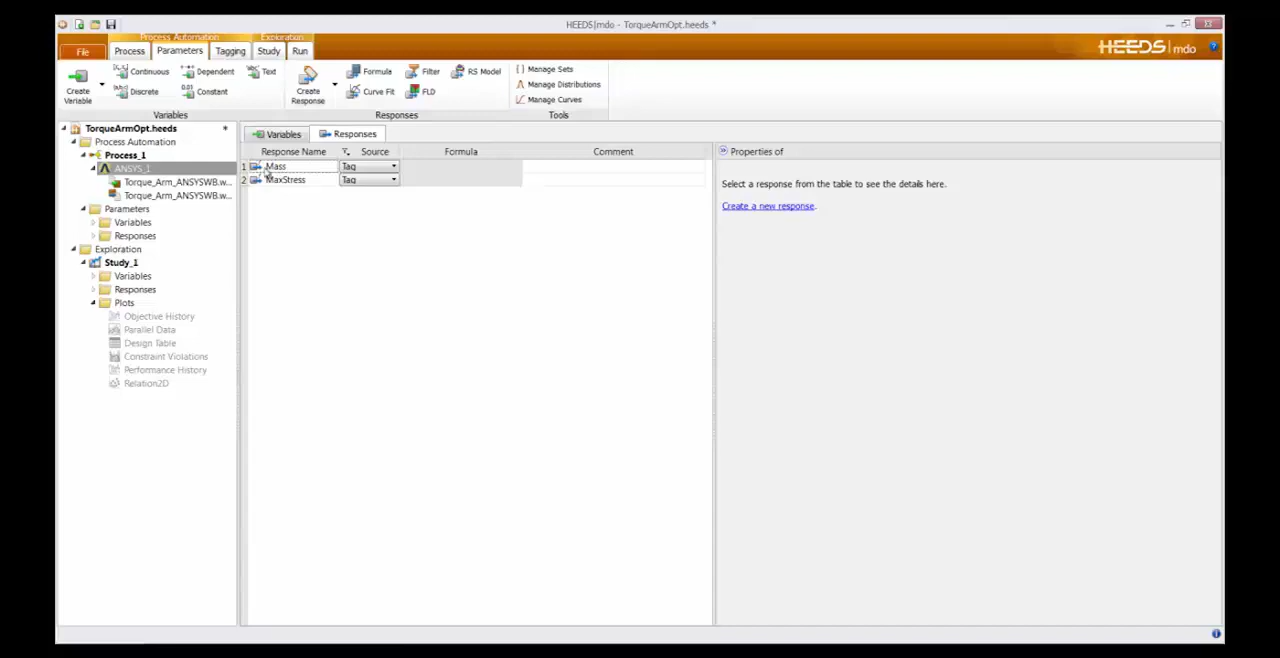 HEEDS|mdo - TorqueArmOpt.heeds *
Process Automation Exploration
File Process Parameters Tagging Study Run
HEEDS | mdo
Create Variable
Continuous Dependent Text
Discrete Constant
Variables
Create Response
Formula Filter RS Model
Curve Fit FLD
Responses
Manage Sets
Manage Distributions
Manage Curves
Tools
TorqueArmOpt.heeds *
Process Automation
Process_1
ANSYS_1
Torque_Arm_ANSYSWB.w...
Torque_Arm_ANSYSWB.w...
Parameters
Variables
Responses
Exploration
Study_1
Variables
Responses
Plots
Objective History
Parallel Data
Design Table
Constraint Violations
Performance History
Relation2D
Variables Responses
Response Name Source Formula Comment
1 Mass Tag
2 MaxStress Tag
Properties of
Select a response from the table to see the details here.
Create a new response.